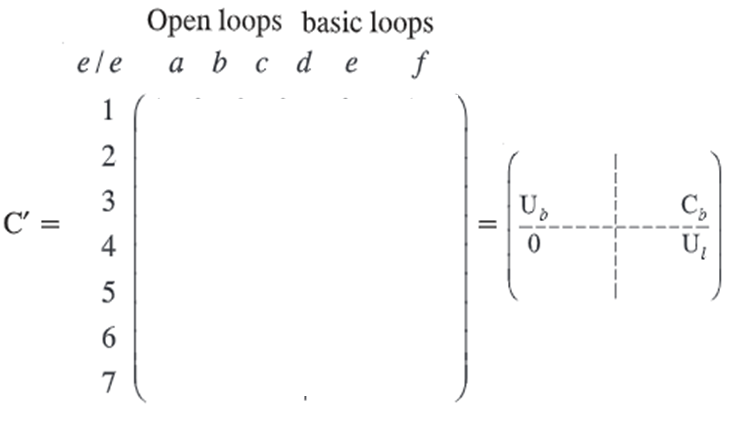 Open loops basic loops
e/e a b c d e f
1
2
3
C′ = = U_b C_b
4 0 U_l
5
6
7